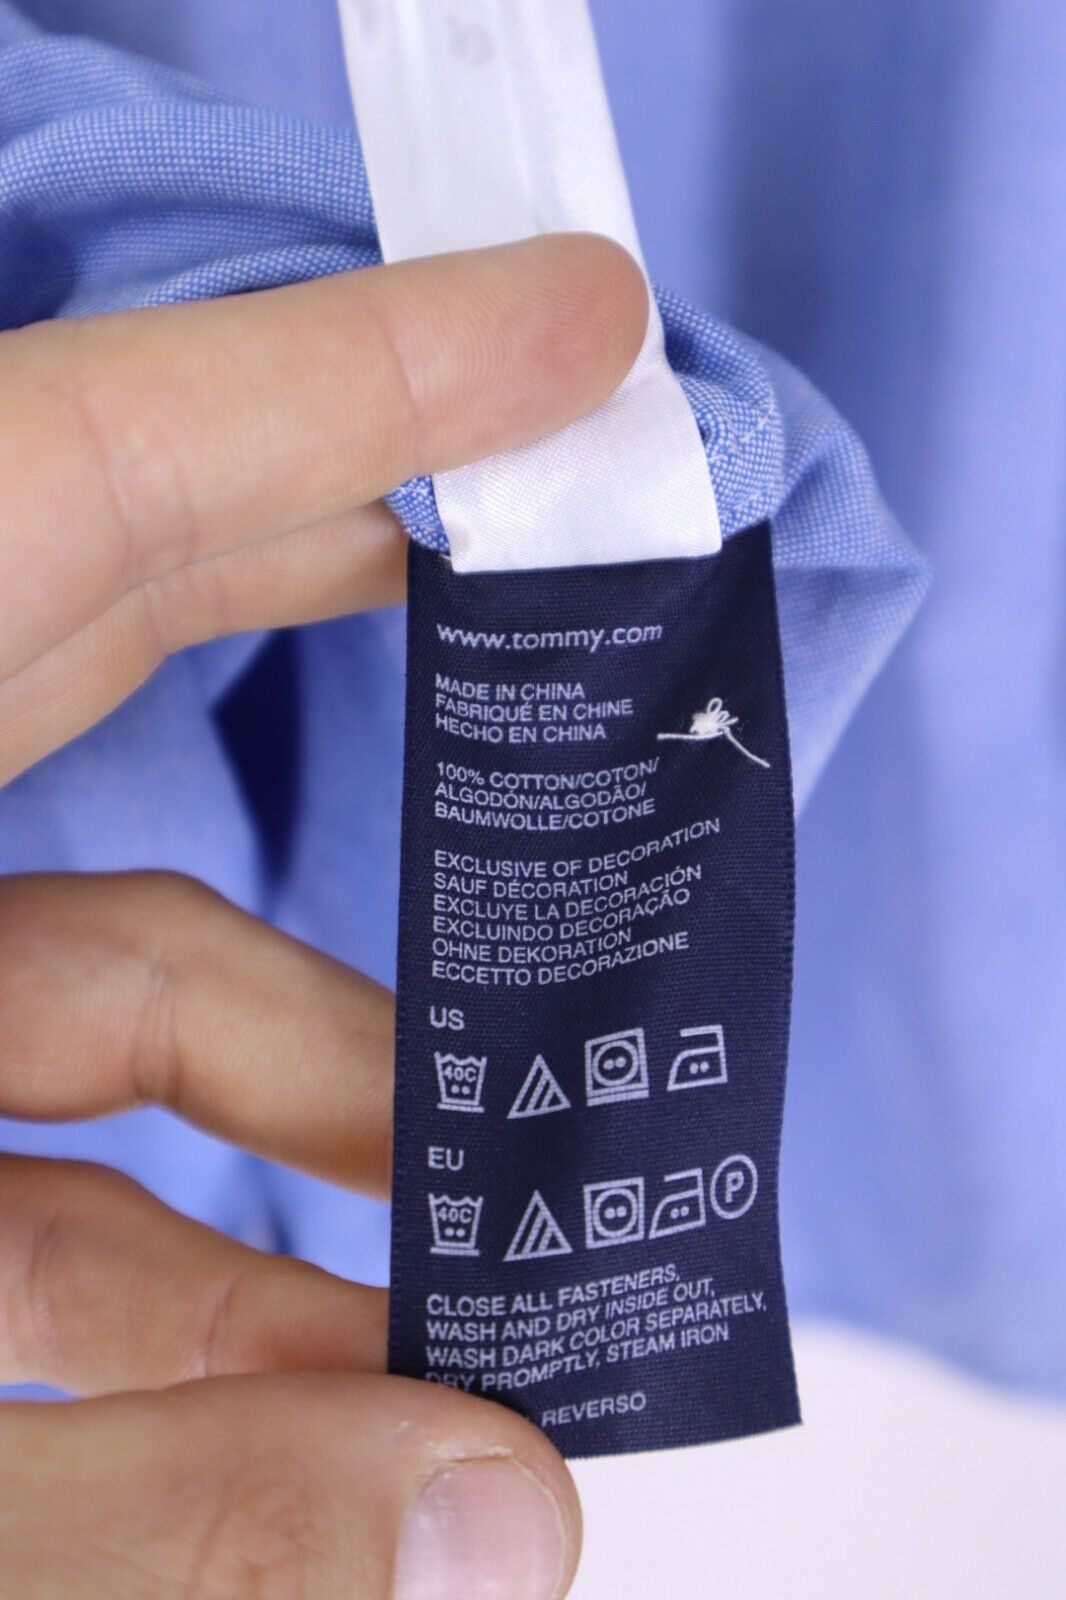 www.tommy.com
MADE IN CHINA
FABRIQUÉ EN CHINE
HECHO EN CHINA
100% COTTON/COTON/
ALGODÓN/ALGODÃO/
BAUMWOLLE/COTONE
EXCLUSIVE OF DECORATION
SAUF DÉCORATION
EXCLUYE LA DECORACIÓN
EXCLUINDO DECORAÇÃO
OHNE DEKORATION
ECCETTO DECORAZIONE
US
40C
EU
40C P
CLOSE ALL FASTENERS,
WASH AND DRY INSIDE OUT,
WASH DARK COLOR SEPARATELY,
DRY PROMPTLY, STEAM IRON
REVERSO